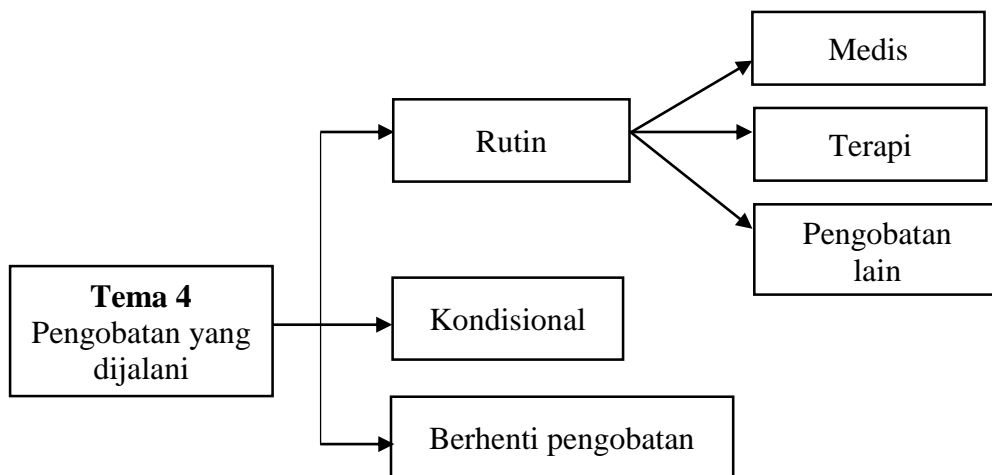 Tema 4
Pengobatan yang
dijalani
Rutin
Kondisional
Berhenti pengobatan
Medis
Terapi
Pengobatan
lain